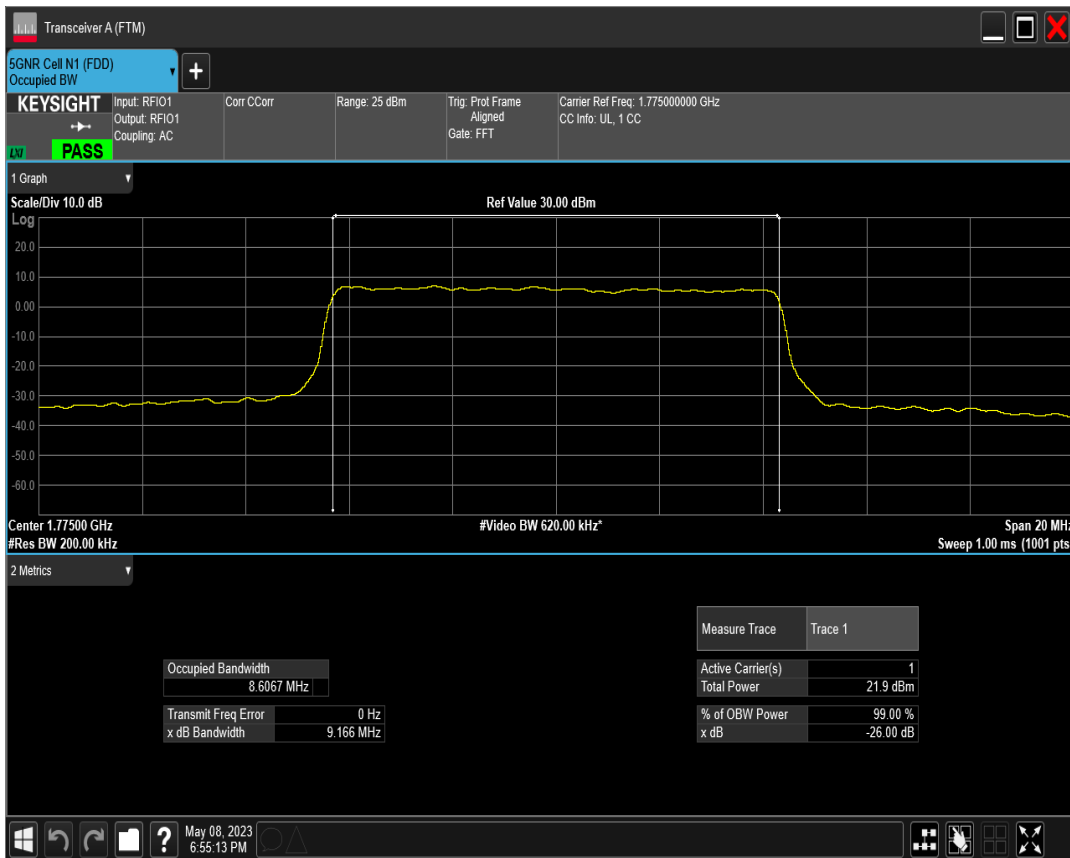 Transceiver A (FTM)
5GNR Cell N1 (FDD)
Occupied BW
+
KEYSIGHT
LXI
PASS
Input: RFIO1
Output: RFIO1
Coupling: AC
Corr CCorr
Range: 25 dBm
Trig: Prot Frame
Aligned
Gate: FFT
Carrier Ref Freq: 1.775000000 GHz
CC Info: UL, 1 CC
1 Graph
Scale/Div 10.0 dB
Ref Value 30.00 dBm
Log
20.0
10.0
0.00
-10.0
-20.0
-30.0
-40.0
-50.0
-60.0
Center 1.77500 GHz
#Video BW 620.00 kHz*
Span 20 MHz
#Res BW 200.00 kHz
Sweep 1.00 ms (1001 pts
2 Metrics
Measure Trace Trace 1
Occupied Bandwidth
8.6067 MHz
Active Carrier(s) 1
Total Power 21.9 dBm
Transmit Freq Error 0 Hz
x dB Bandwidth 9.166 MHz
% of OBW Power 99.00 %
x dB -26.00 dB
?
May 08, 2023
6:55:13 PM